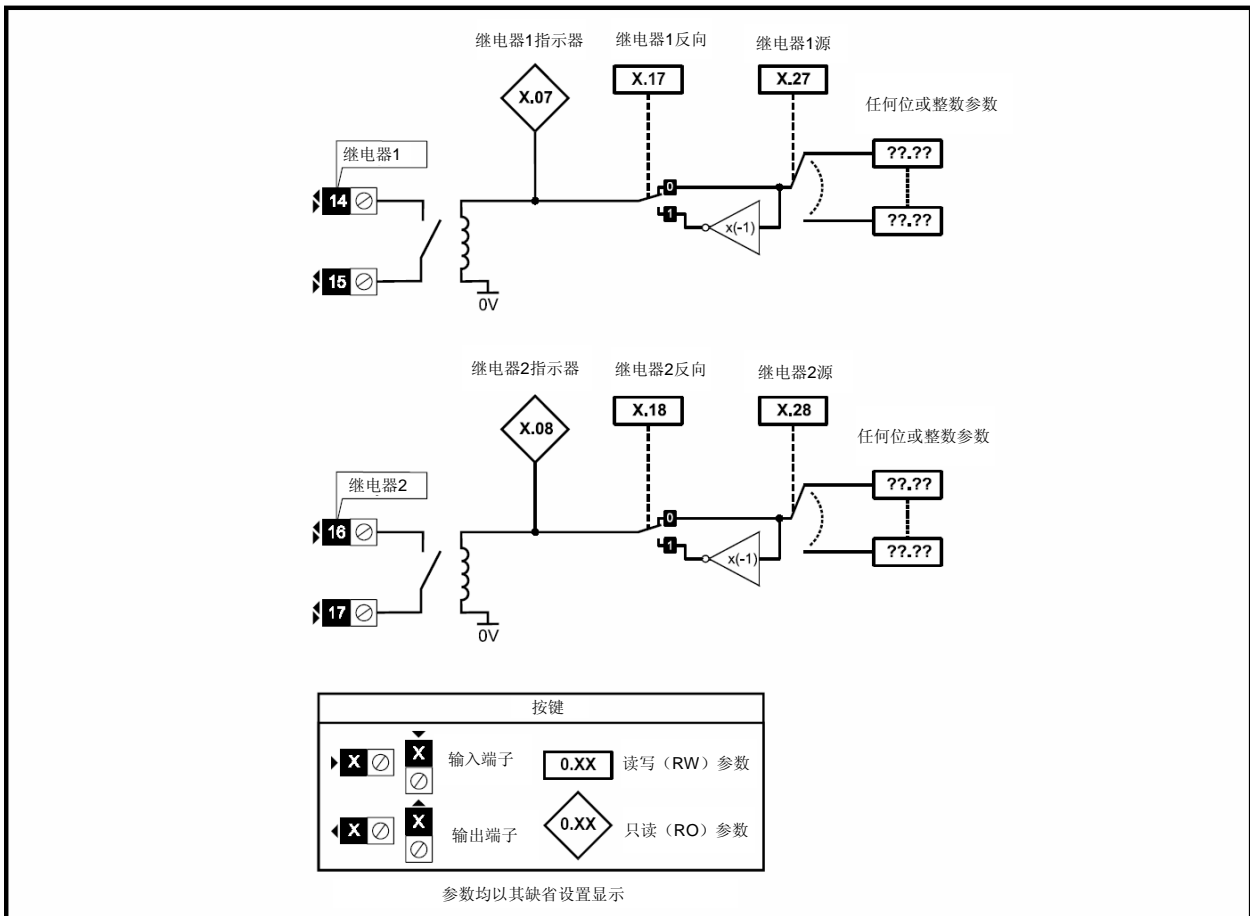 继电器1指示器 继电器1反向 继电器1源
X.07 X.17 X.27
任何位或整数参数
??.??
继电器1
14
0
1
x(-1)
??.??
15
0V
继电器2指示器 继电器2反向 继电器2源
X.08 X.18 X.28
任何位或整数参数
??.??
继电器2
16
0
1
x(-1)
??.??
17
0V
按键
X X 输入端子 0.XX 读写（RW）参数
X X 输出端子 0.XX 只读（RO）参数
参数均以其缺省设置显示